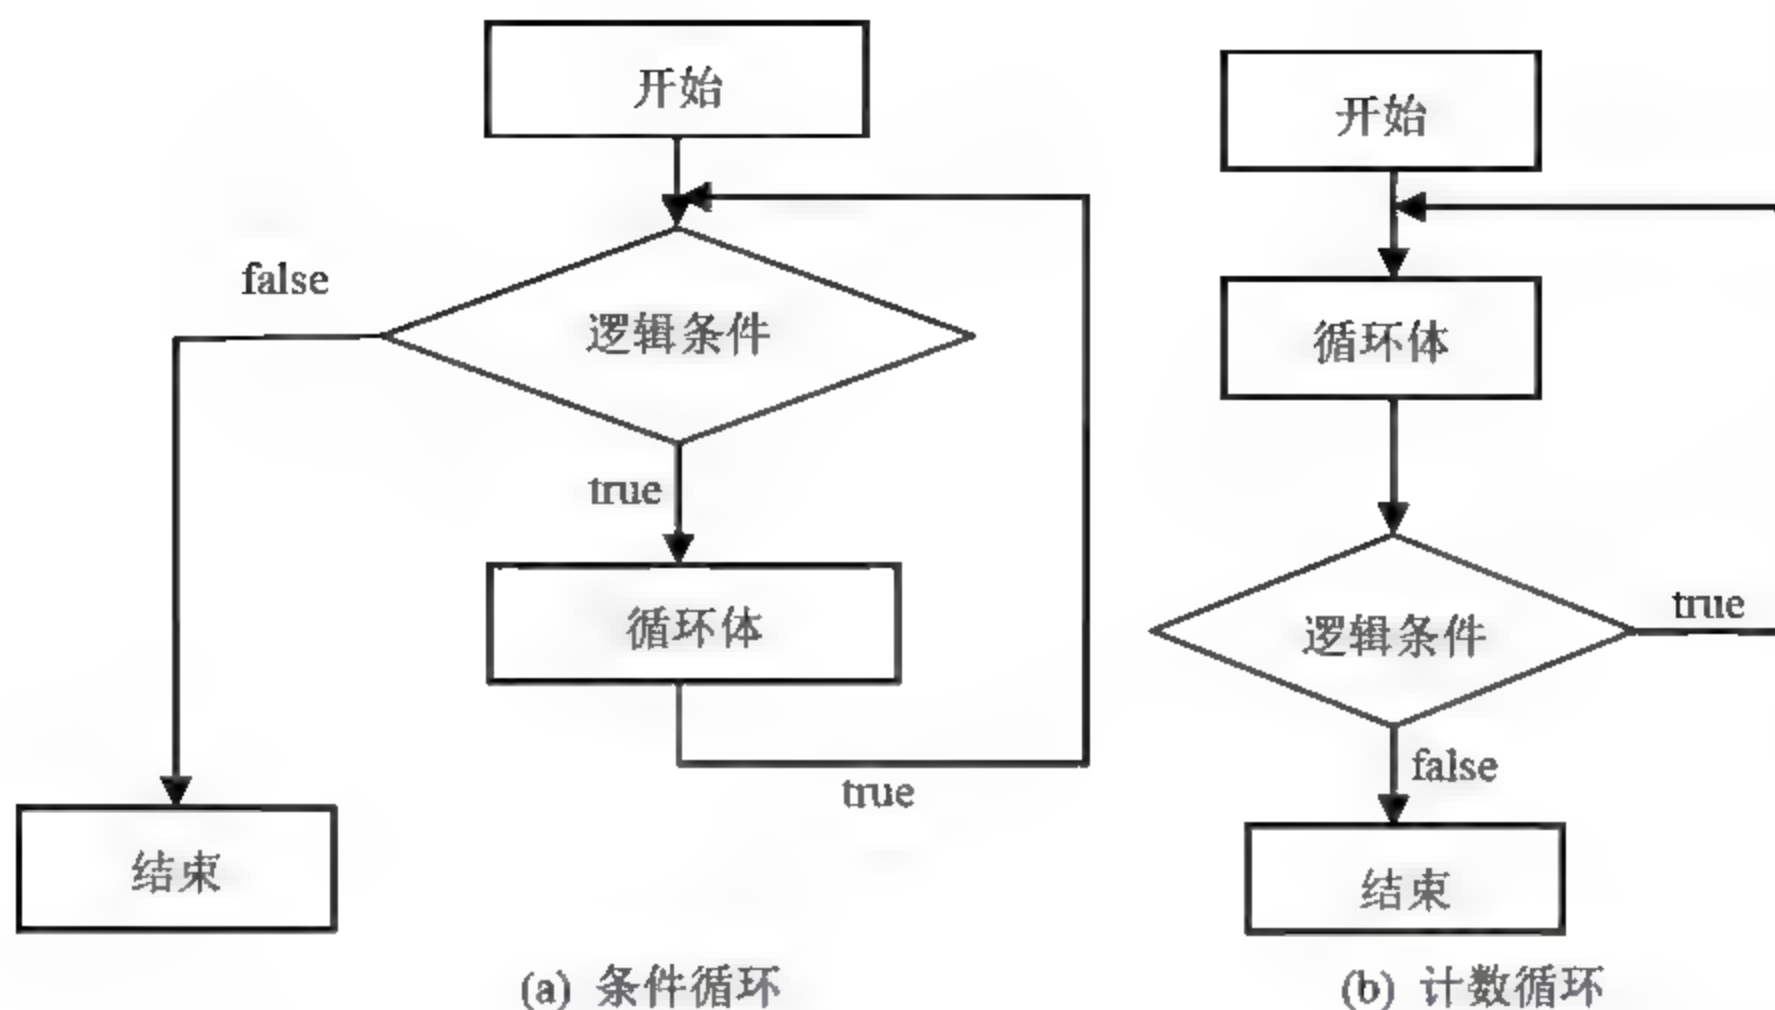 开始
false
逻辑条件
true
循环体
true
结束
(a) 条件循环
开始
循环体
逻辑条件
true
false
结束
(b) 计数循环